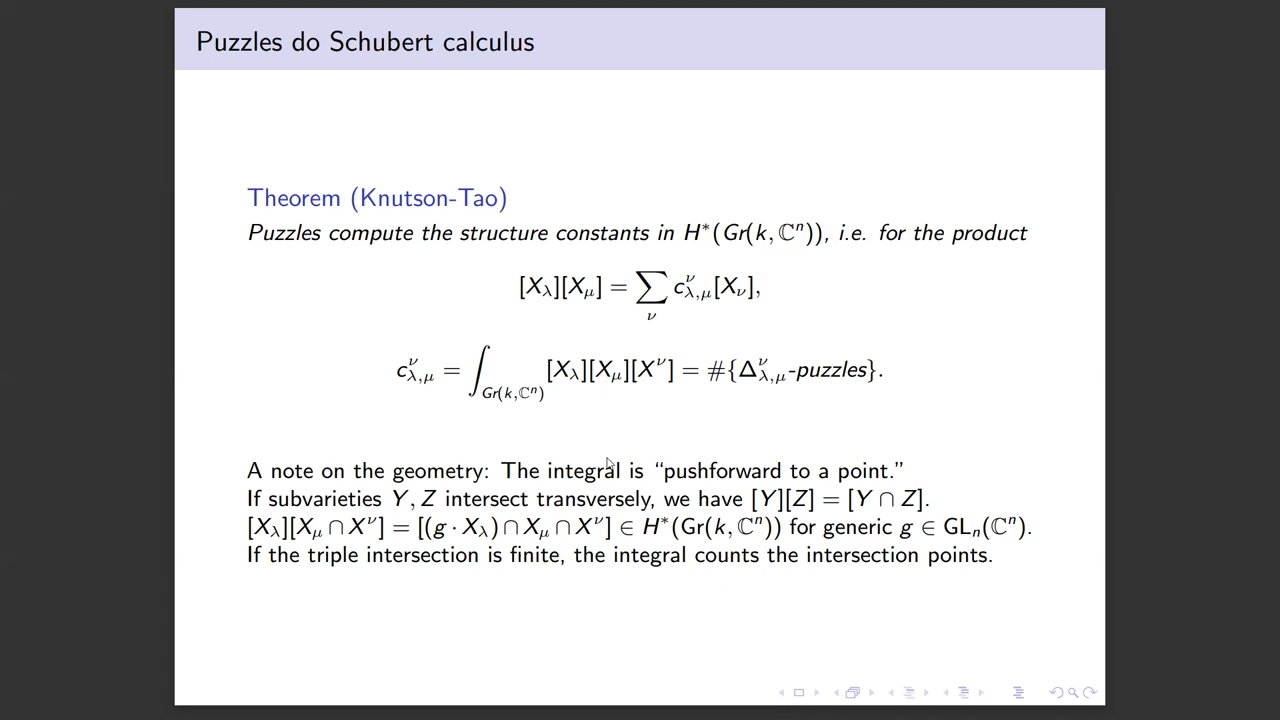 Puzzles do Schubert calculus
Theorem (Knutson-Tao)
Puzzles compute the structure constants in H*(Gr(k, ℂⁿ)), i.e. for the product
[X_λ][X_μ] = ∑_ν c^ν_{λ,μ}[X_ν],
c^ν_{λ,μ} = ∫_{Gr(k,ℂⁿ)} [X_λ][X_μ][X^ν] = #{Δ^ν_{λ,μ}-puzzles}.
A note on the geometry: The integral is “pushforward to a point.”
If subvarieties Y, Z intersect transversely, we have [Y][Z] = [Y ∩ Z].
[X_λ][X_μ ∩ X^ν] = [(g · X_λ) ∩ X_μ ∩ X^ν] ∈ H*(Gr(k, ℂⁿ)) for generic g ∈ GL_n(ℂⁿ).
If the triple intersection is finite, the integral counts the intersection points.